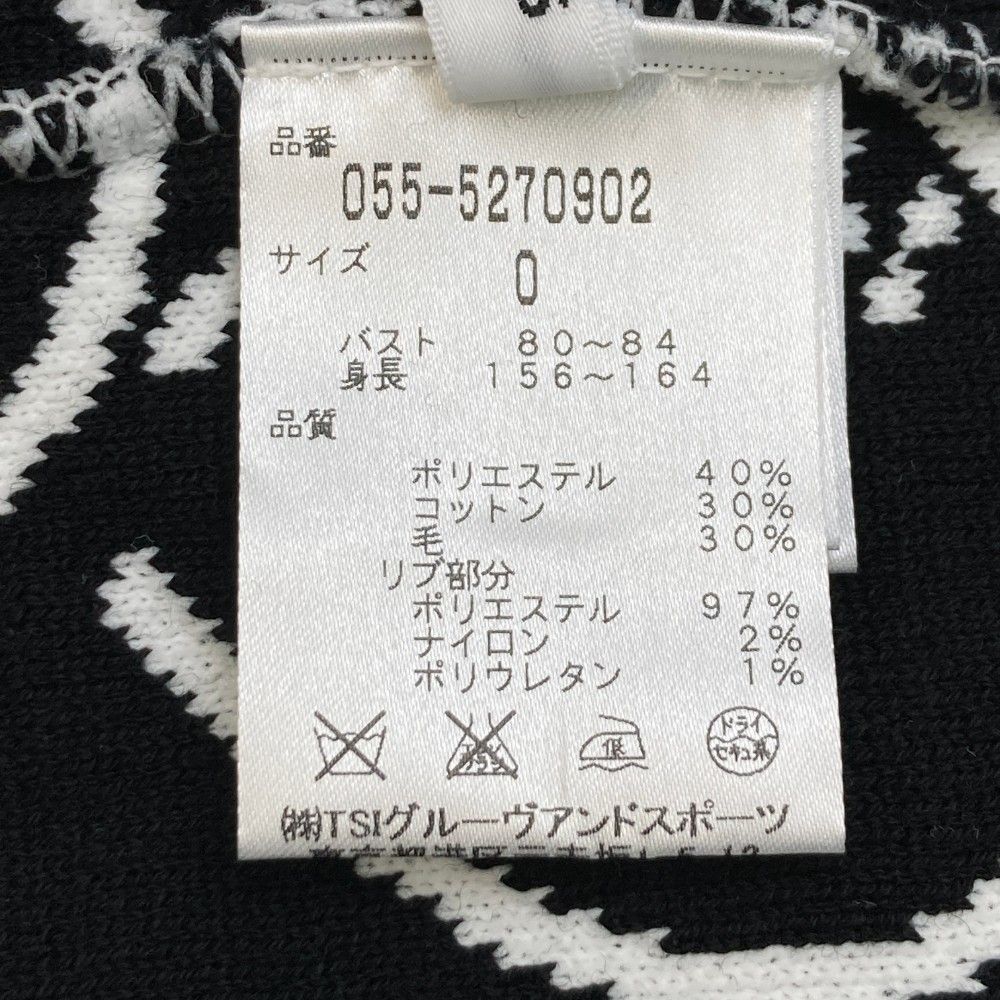 品番
055-5270902
サイズ 0
バスト 80～84
身長 156～164
品質
ポリエステル 40%
コットン 30%
毛 30%
リブ部分
ポリエステル 97%
ナイロン 2%
ポリウレタン 1%
低
ドライ
セキュ系
㈱TSIグルーヴアンドスポーツ